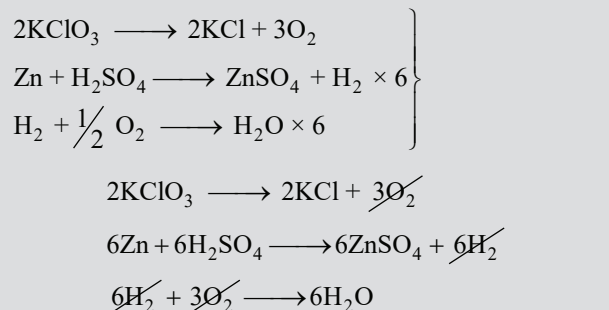 2KClO₃ ⟶ 2KCl + 3O₂
Zn + H₂SO₄ ⟶ ZnSO₄ + H₂ × 6
H₂ + 1/2 O₂ ⟶ H₂O × 6
2KClO₃ ⟶ 2KCl + 3O₂
6Zn + 6H₂SO₄ ⟶ 6ZnSO₄ + 6H₂
6H₂ + 3O₂ ⟶ 6H₂O